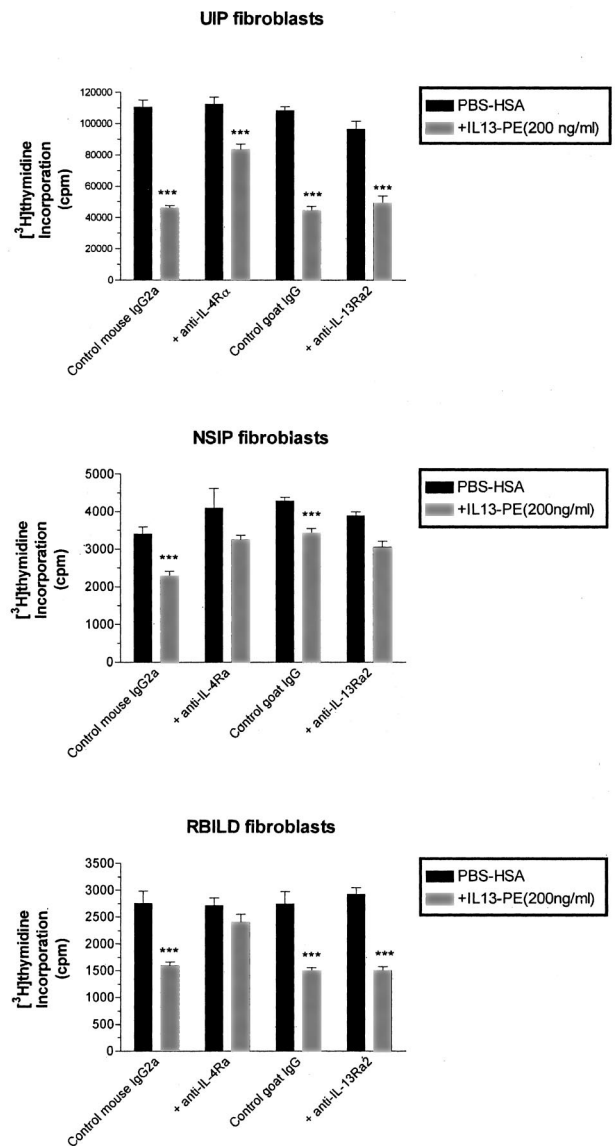 UIP fibroblasts
120000
100000
80000
60000
40000
20000
0
[³H]thymidine
Incorporation
(cpm)
***
***
***
***
Control mouse IgG2a
+ anti-IL-4Rα
Control goat IgG
+ anti-IL-13Ra2
PBS-HSA
+IL13-PE(200 ng/ml)
NSIP fibroblasts
5000
4000
3000
2000
1000
0
[³H]thymidine
Incorporation
(cpm)
***
***
Control mouse IgG2a
+ anti-IL-4Ra
Control goat IgG
+ anti-IL-13Ra2
PBS-HSA
+IL13-PE(200ng/ml)
RBILD fibroblasts
3500
3000
2500
2000
1500
1000
500
0
[³H]thymidine
Incorporation.
(cpm)
***
***
***
Control mouse IgG2a
+ anti-IL-4Ra
Control goat IgG
+ anti-IL-13Ra2
PBS-HSA
+IL13-PE(200ng/ml)